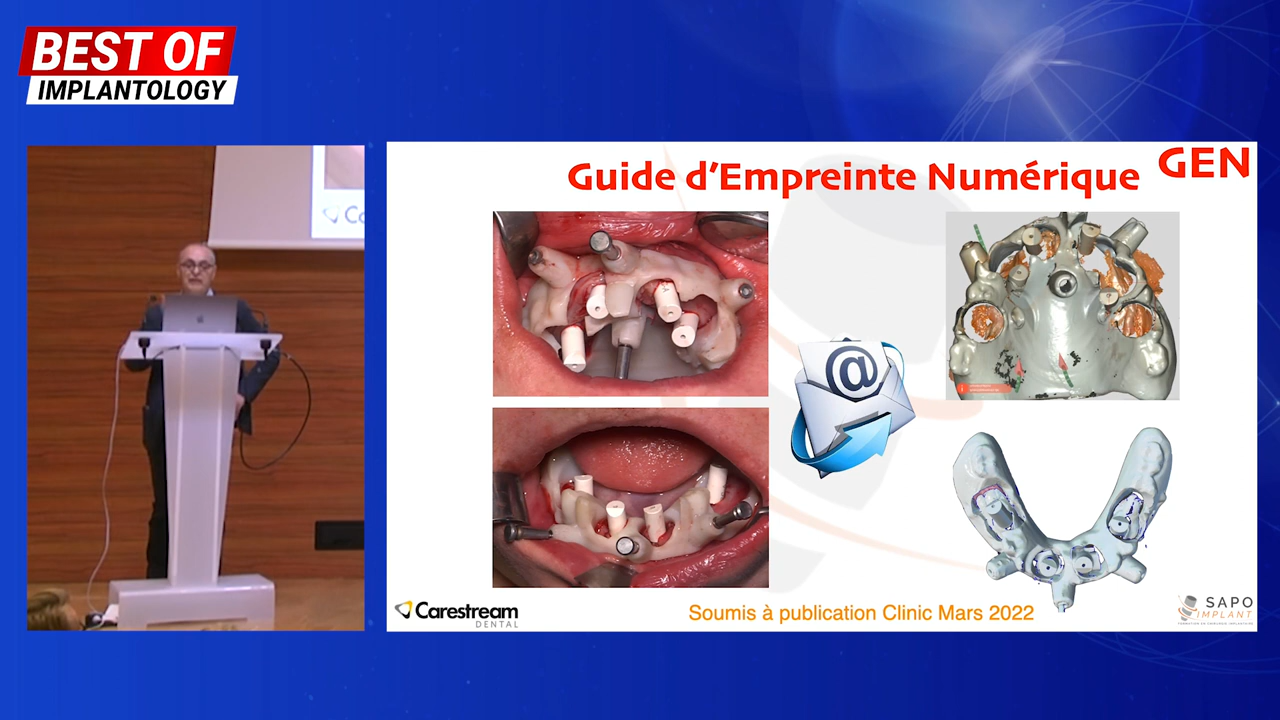 BEST OF
IMPLANTOLOGY
Guide d'Empreinte Numérique GEN
@
Carestream
DENTAL
Soumis à publication Clinic Mars 2022
SAPO
IMPLANT